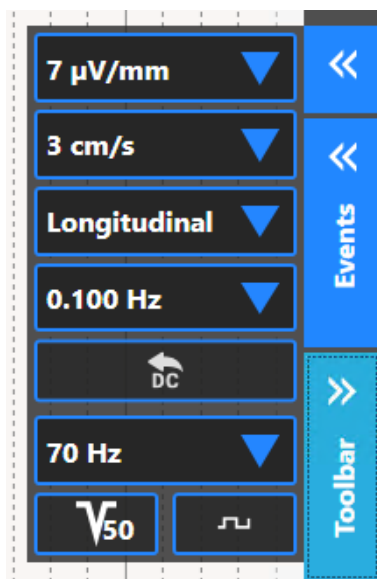 7 µV/mm
3 cm/s
Longitudinal
0.100 Hz
DC
70 Hz
50
Events
Toolbar